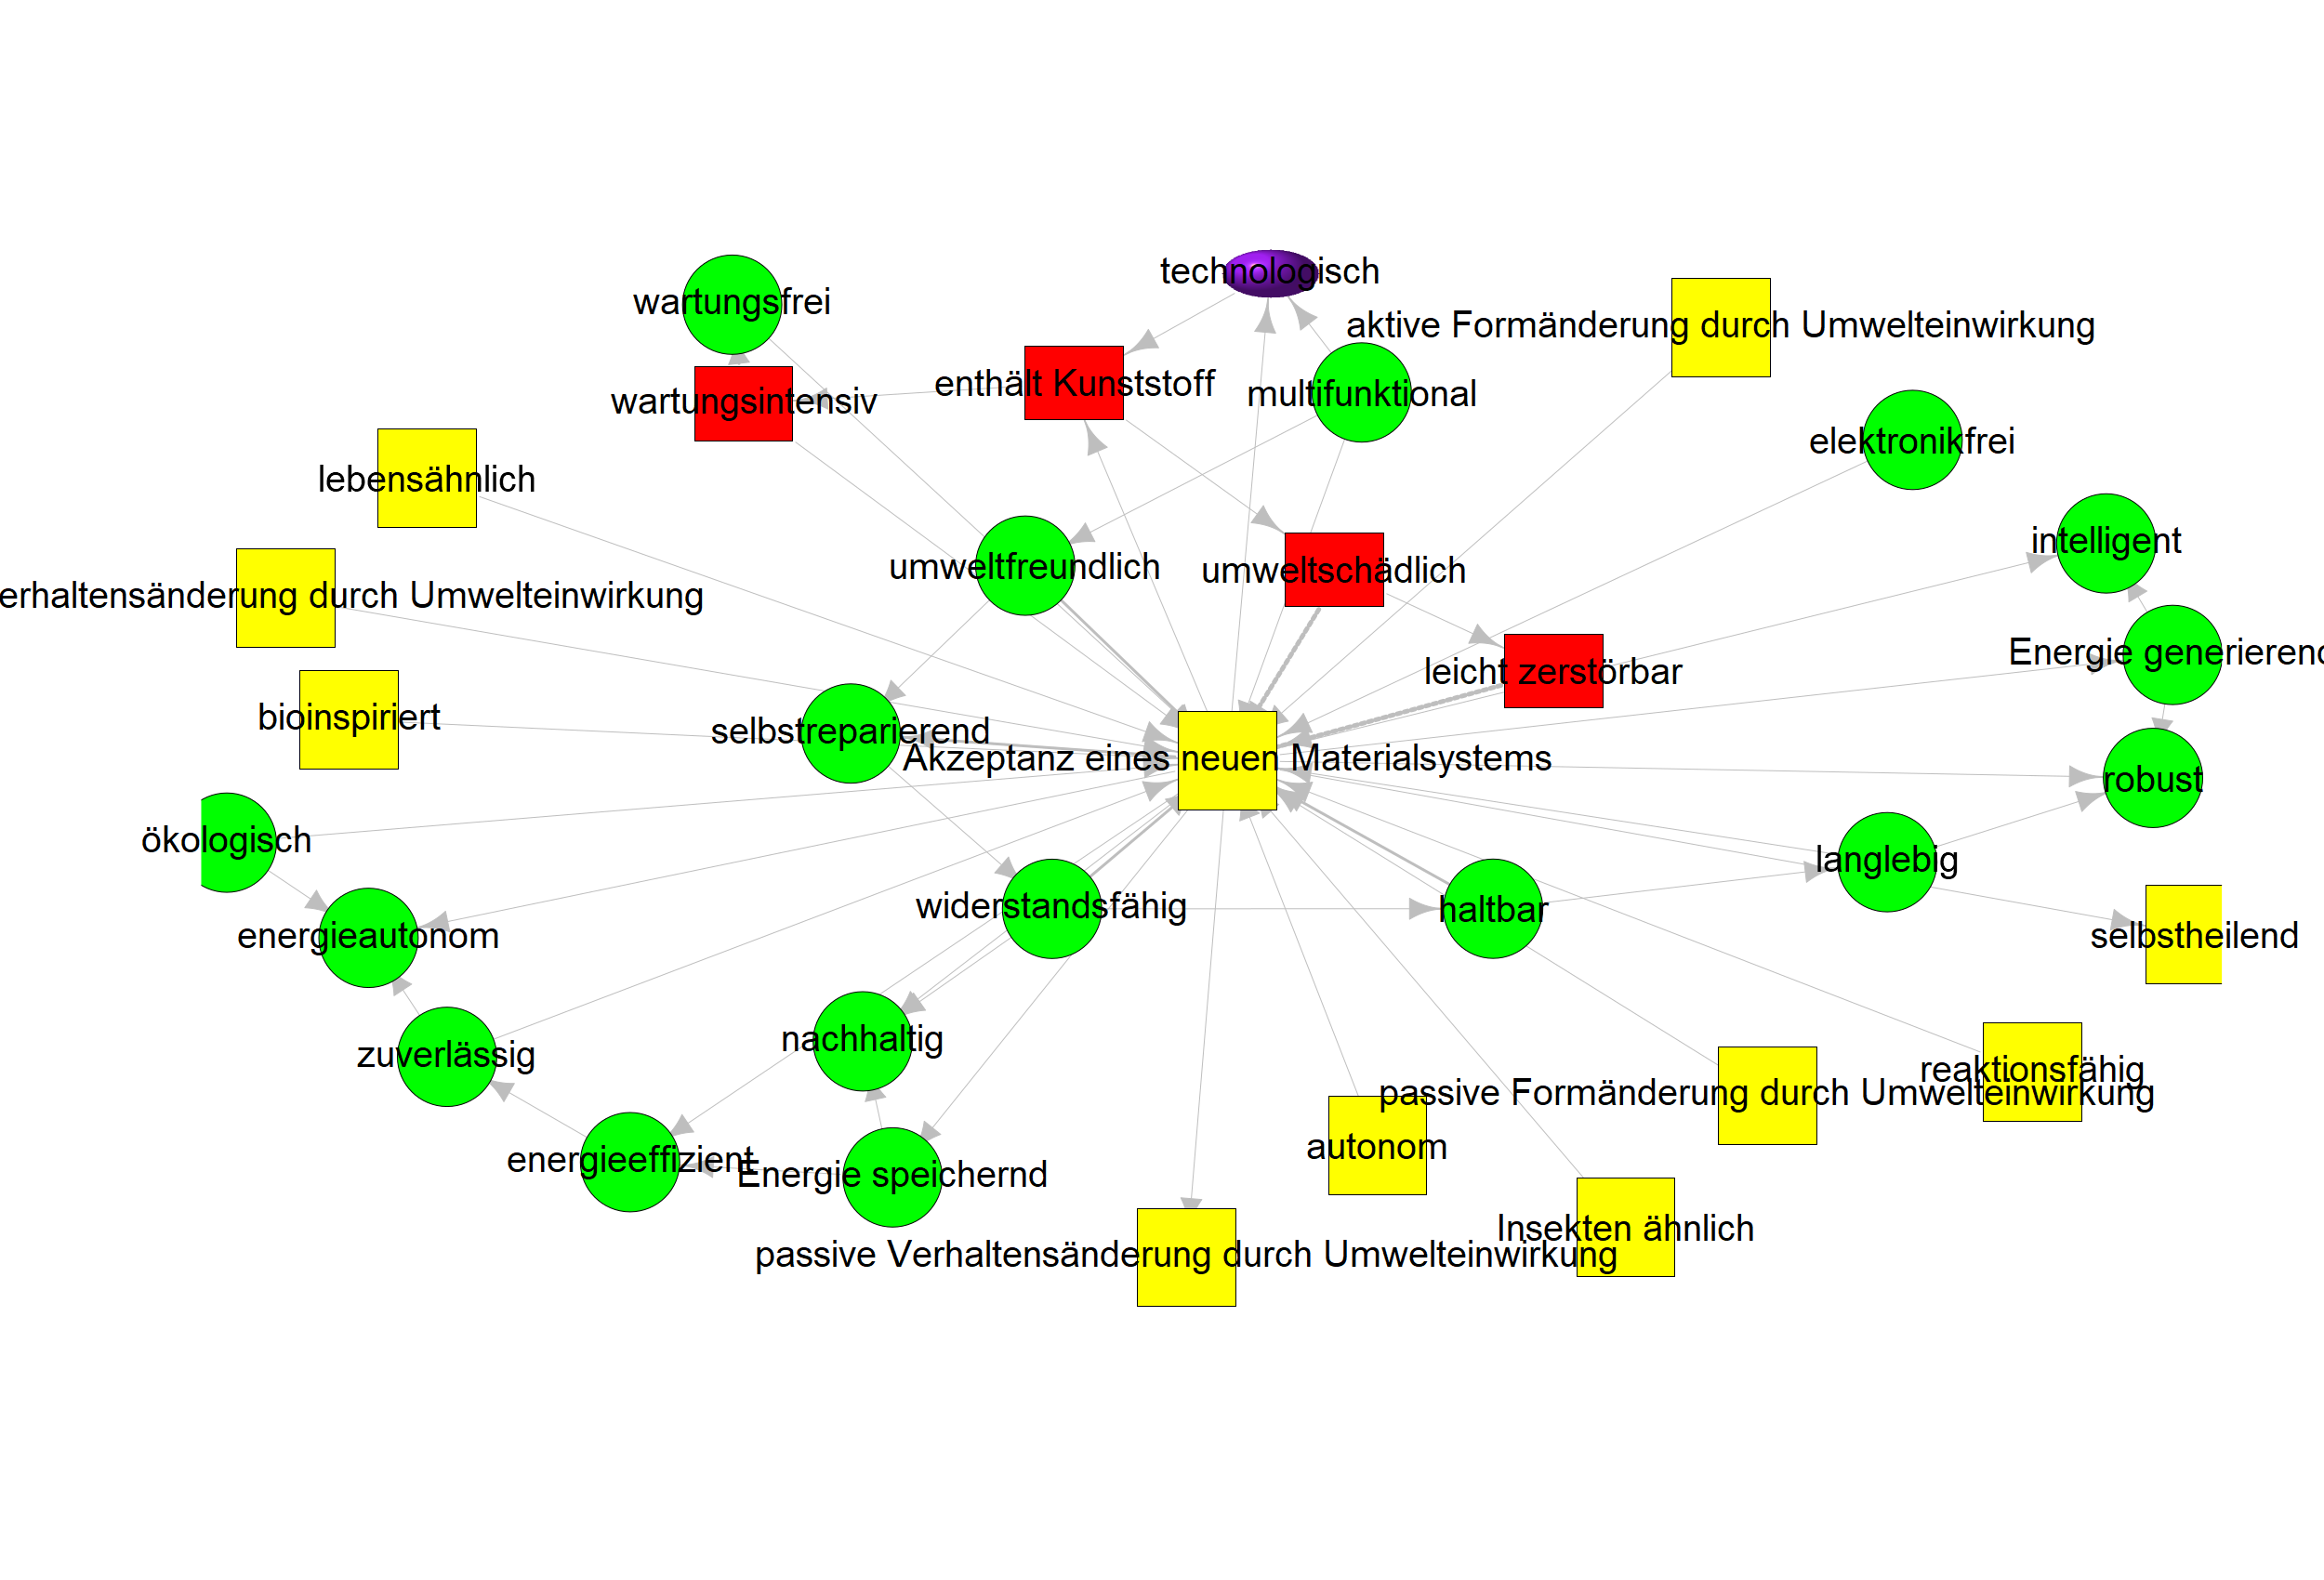 technologisch
wartungsfrei
aktive Formänderung durch Umwelteinwirkung
enthält Kunststoff
multifunktional
wartungsintensiv
elektronikfrei
lebensähnlich
intelligent
umweltfreundlich
umweltschädlich
erhaltensänderung durch Umwelteinwirkung
Energie generierend
leicht zerstörbar
bioinspiriert
selbstreparierend
Akzeptanz eines neuen Materialsystems
robust
ökologisch
langlebig
widerstandsfähig
haltbar
energieautonom
selbstheilend
nachhaltig
zuverlässig
reaktionsfähig
passive Formänderung durch Umwelteinwirkung
autonom
energieeffizient
Energie speichernd
Insekten ähnlich
passive Verhaltensänderung durch Umwelteinwirkung